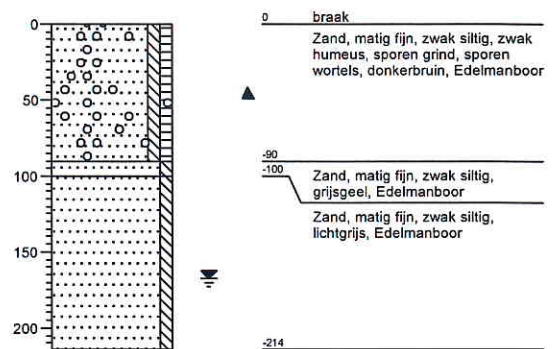 0
50
100
150
200
0 braak
Zand, matig fijn, zwak siltig, zwak
humeus, sporen grind, sporen
wortels, donkerbruin, Edelmanboor
-90
-100
Zand, matig fijn, zwak siltig,
grijsgeel, Edelmanboor
Zand, matig fijn, zwak siltig,
lichtgrijs, Edelmanboor
-214